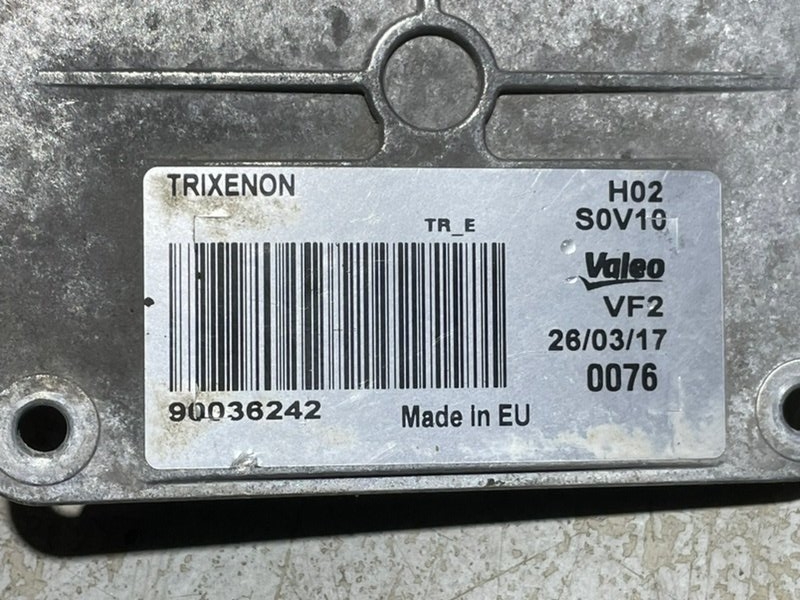 TRIXENON
H02
TR_E
S0V10
Valeo
VF2
26/03/17
0076
90036242
Made in EU